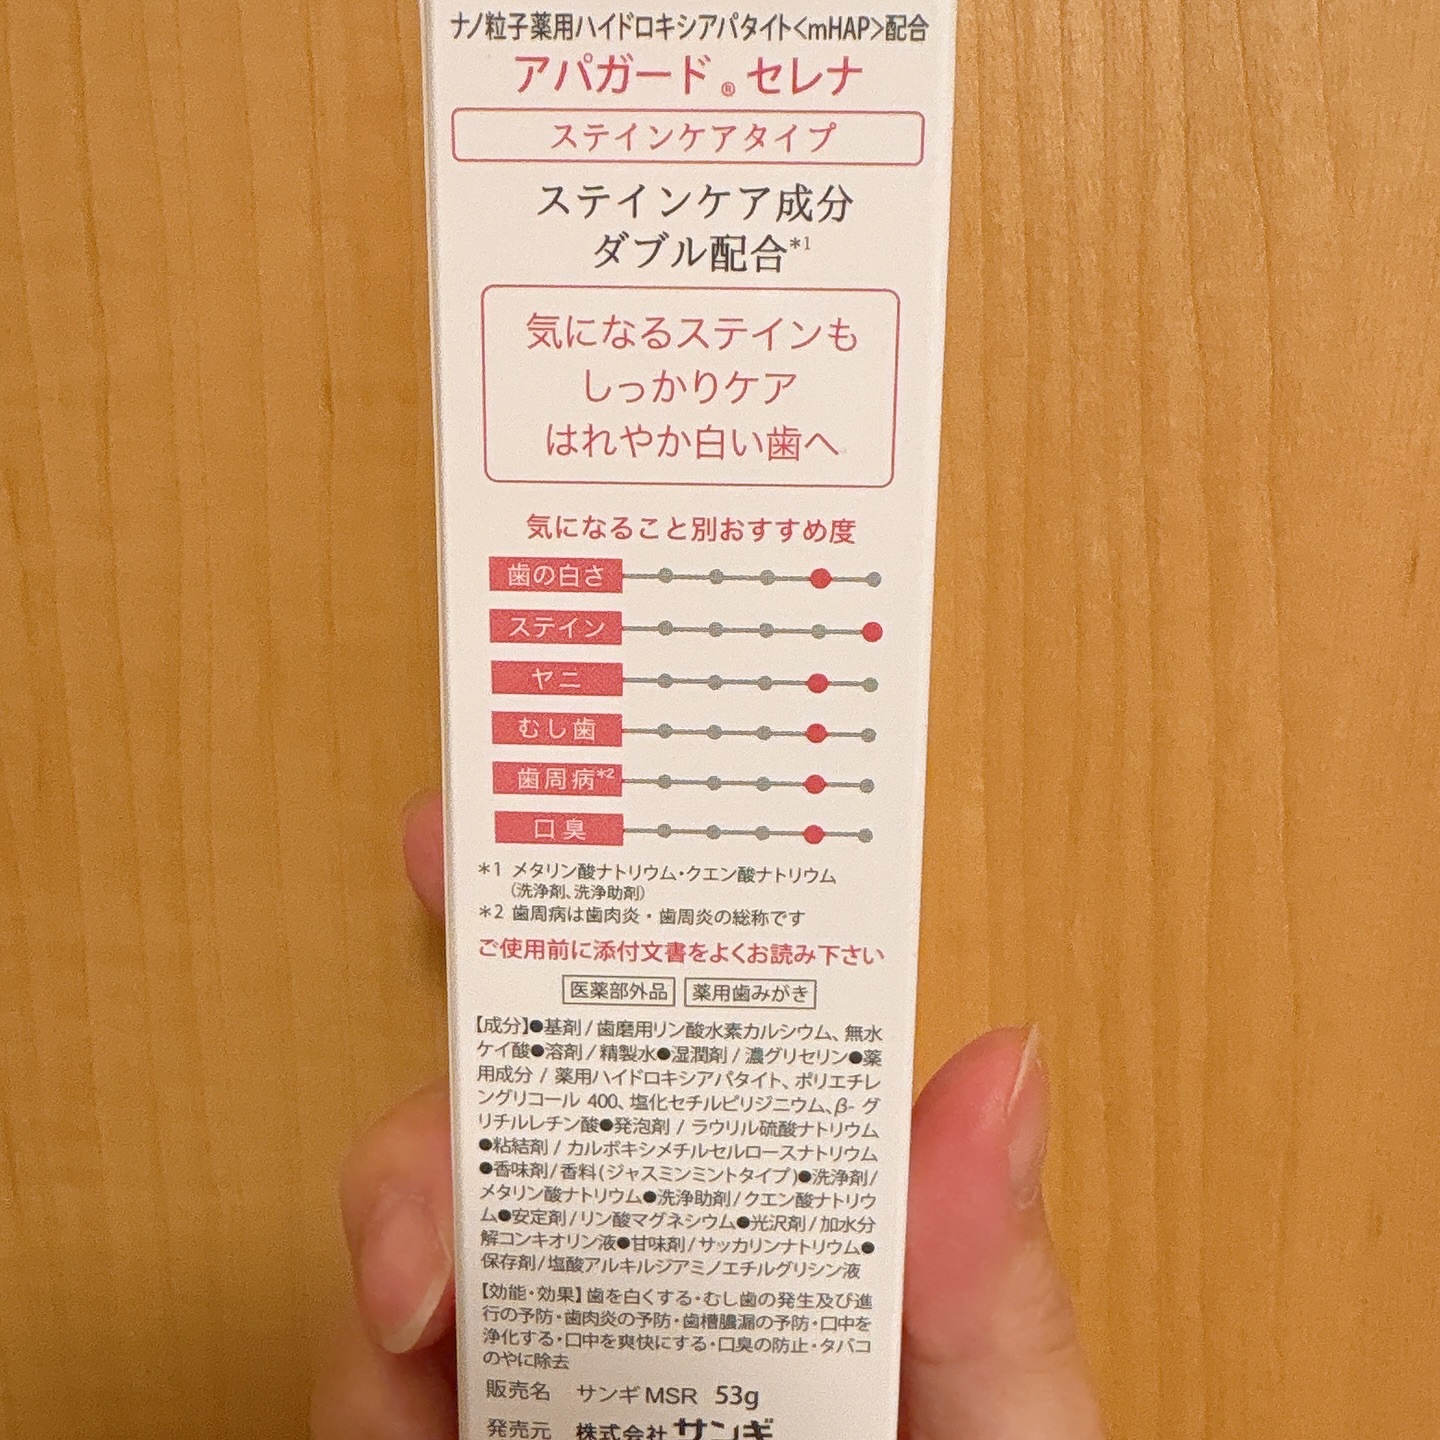 ナノ粒子薬用ハイドロキシアパタイト<mHAP>配合
アパガード®セレナ
ステインケアタイプ
ステインケア成分
ダブル配合*1
気になるステインも
しっかりケア
はれやか白い歯へ
気になること別おすすめ度
歯の白さ
ステイン
ヤニ
むし歯
歯周病*2
口臭
*1 メタリン酸ナトリウム・クエン酸ナトリウム
(洗浄剤、洗浄助剤)
*2 歯周病は歯肉炎・歯周炎の総称です
ご使用前に添付文書をよくお読み下さい
医薬部外品 薬用歯みがき
【成分】●基剤/歯磨用リン酸水素カルシウム、無水
ケイ酸●溶剤/精製水●湿潤剤/濃グリセリン●薬
用成分/薬用ハイドロキシアパタイト、ポリエチレ
ングリコール 400、塩化セチルピリジニウム、β-グ
リチルレチン酸●発泡剤/ラウリル硫酸ナトリウム
●粘結剤/カルボキシメチルセルロースナトリウム
●香味剤/香料(ジャスミンミントタイプ)●洗浄剤/
メタリン酸ナトリウム●洗浄助剤/クエン酸ナトリウ
ム●安定剤/リン酸マグネシウム●光沢剤/加水分
解コンキオリン液●甘味剤/サッカリンナトリウム●
保存剤/塩酸アルキルジアミノエチルグリシン液
【効能・効果】歯を白くする・むし歯の発生及び進
行の予防・歯肉炎の予防・歯槽膿漏の予防・口中を
浄化する・口中を爽快にする・口臭の防止・タバコ
のやに除去
販売名 サンギMSR 53g
発売元 株式会社サンギ